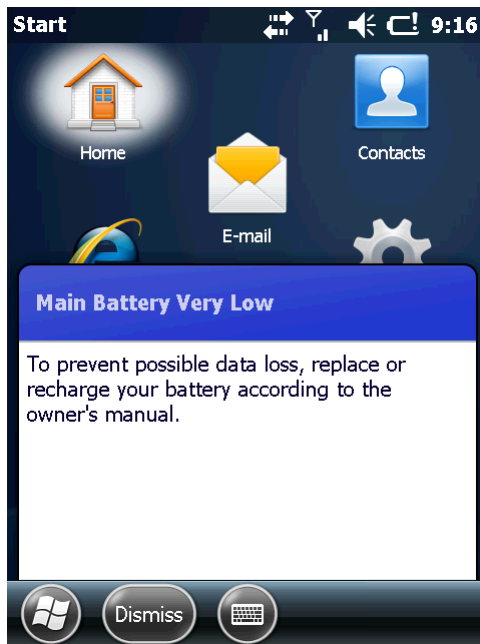 Start 9:16
Home
Contacts
E-mail
Main Battery Very Low
To prevent possible data loss, replace or
recharge your battery according to the
owner's manual.
Dismiss